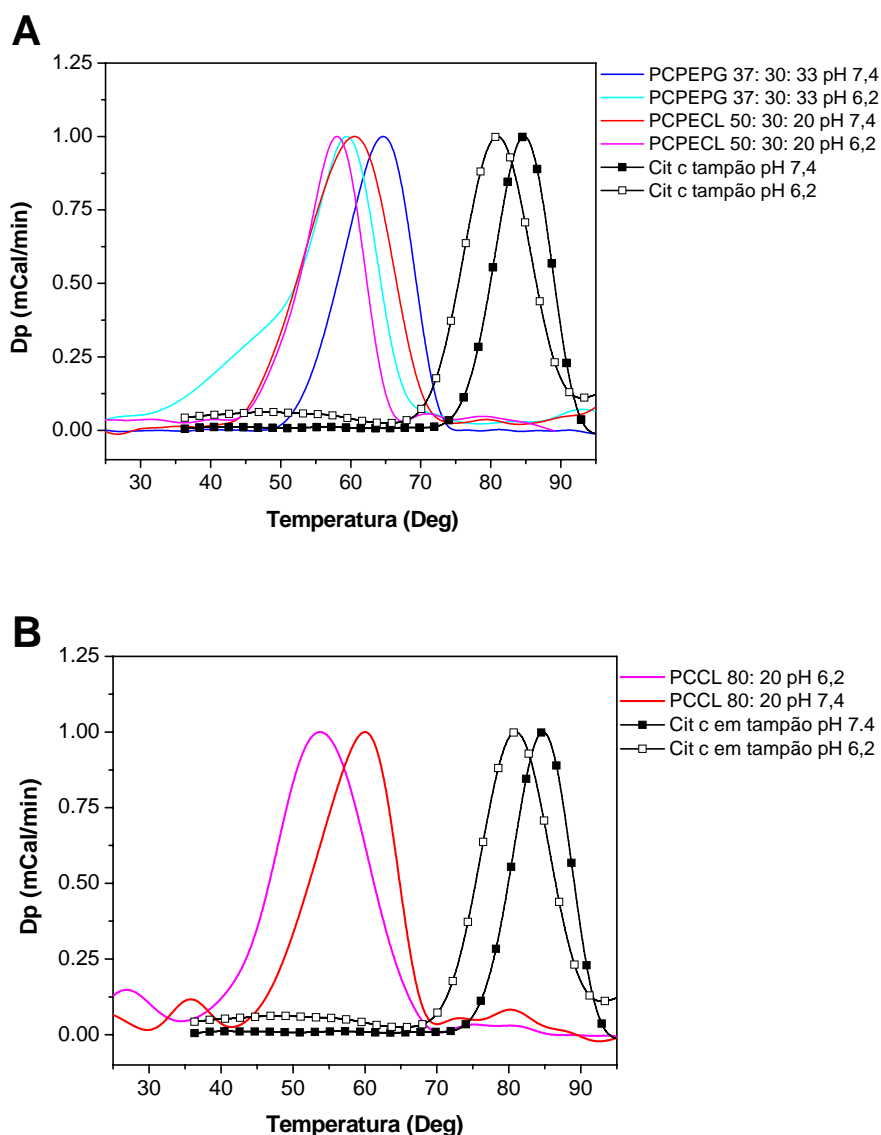 A
PCPEPG 37: 30: 33 pH 7,4
PCPEPG 37: 30: 33 pH 6,2
PCPECL 50: 30: 20 pH 7,4
PCPECL 50: 30: 20 pH 6,2
Cit c tampão pH 7,4
Cit c tampão pH 6,2
1.25
1.00
0.75
0.50
0.25
0.00
Dp (mCal/min)
30 40 50 60 70 80 90
Temperatura (Deg)
B
PCCL 80: 20 pH 6,2
PCCL 80: 20 pH 7,4
Cit c em tampão pH 7.4
Cit c em tampão pH 6,2
1.25
1.00
0.75
0.50
0.25
0.00
Dp (mCal/min)
30 40 50 60 70 80 90
Temperatura (Deg)